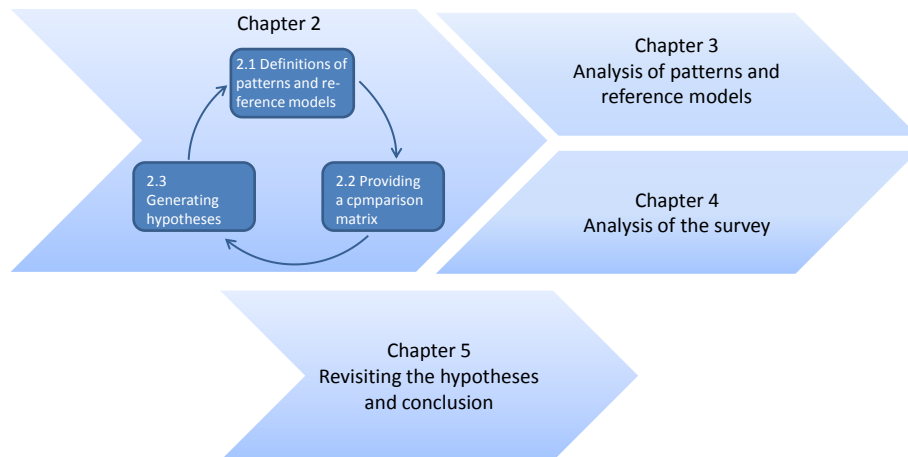 Chapter 2
2.1 Definitions of
patterns and re-
ference models
2.2 Providing
a cpmparison
matrix
2.3
Generating
hypotheses
Chapter 3
Analysis of patterns and
reference models
Chapter 4
Analysis of the survey
Chapter 5
Revisiting the hypotheses
and conclusion